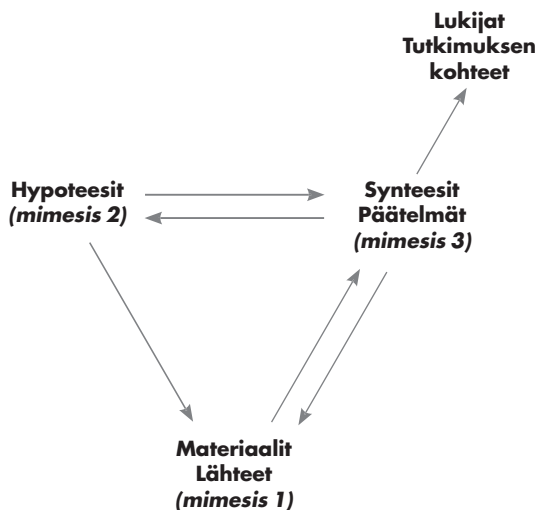 Lukijat
Tutkimuksen
kohteet
Hypoteesit
(mimesis 2)
Synteesit
Päätelmät
(mimesis 3)
Materiaalit
Lähteet
(mimesis 1)